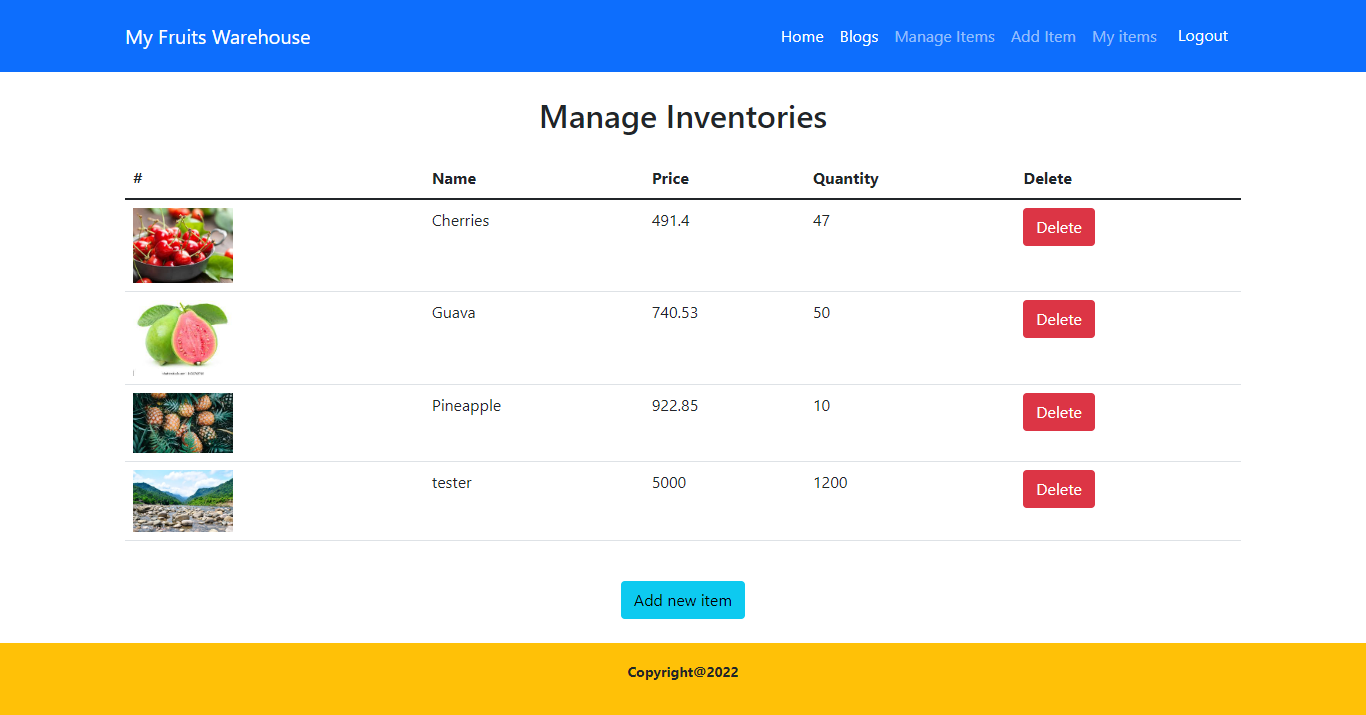 My Fruits Warehouse Home Blogs Manage Items Add Item My items Logout
Manage Inventories
# Name Price Quantity Delete
Cherries 491.4 47 Delete
Guava 740.53 50 Delete
Pineapple 922.85 10 Delete
tester 5000 1200 Delete
Add new item
Copyright@2022